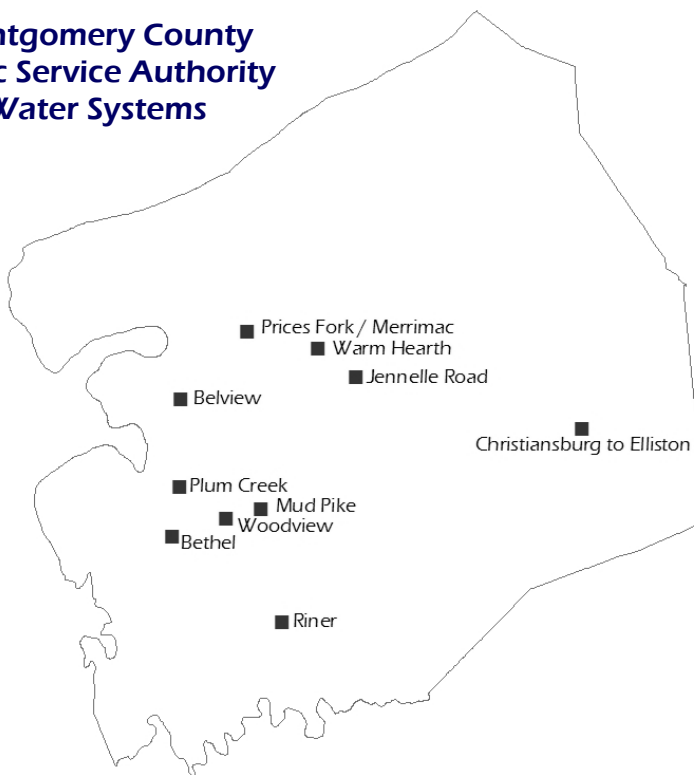 ntgomery County
c Service Authority
Water Systems
Prices Fork / Merrimac
Warm Hearth
Jennelle Road
Belview
Christiansburg to Elliston
Plum Creek
Mud Pike
Woodview
Bethel
Riner